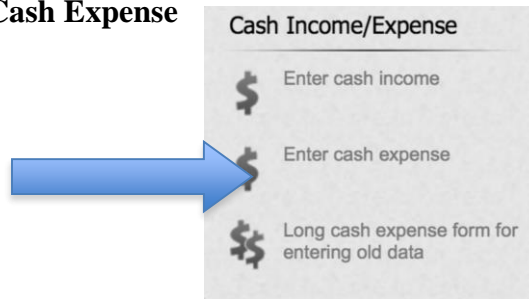 Cash Expense
Cash Income/Expense
Enter cash income
Enter cash expense
Long cash expense form for
entering old data